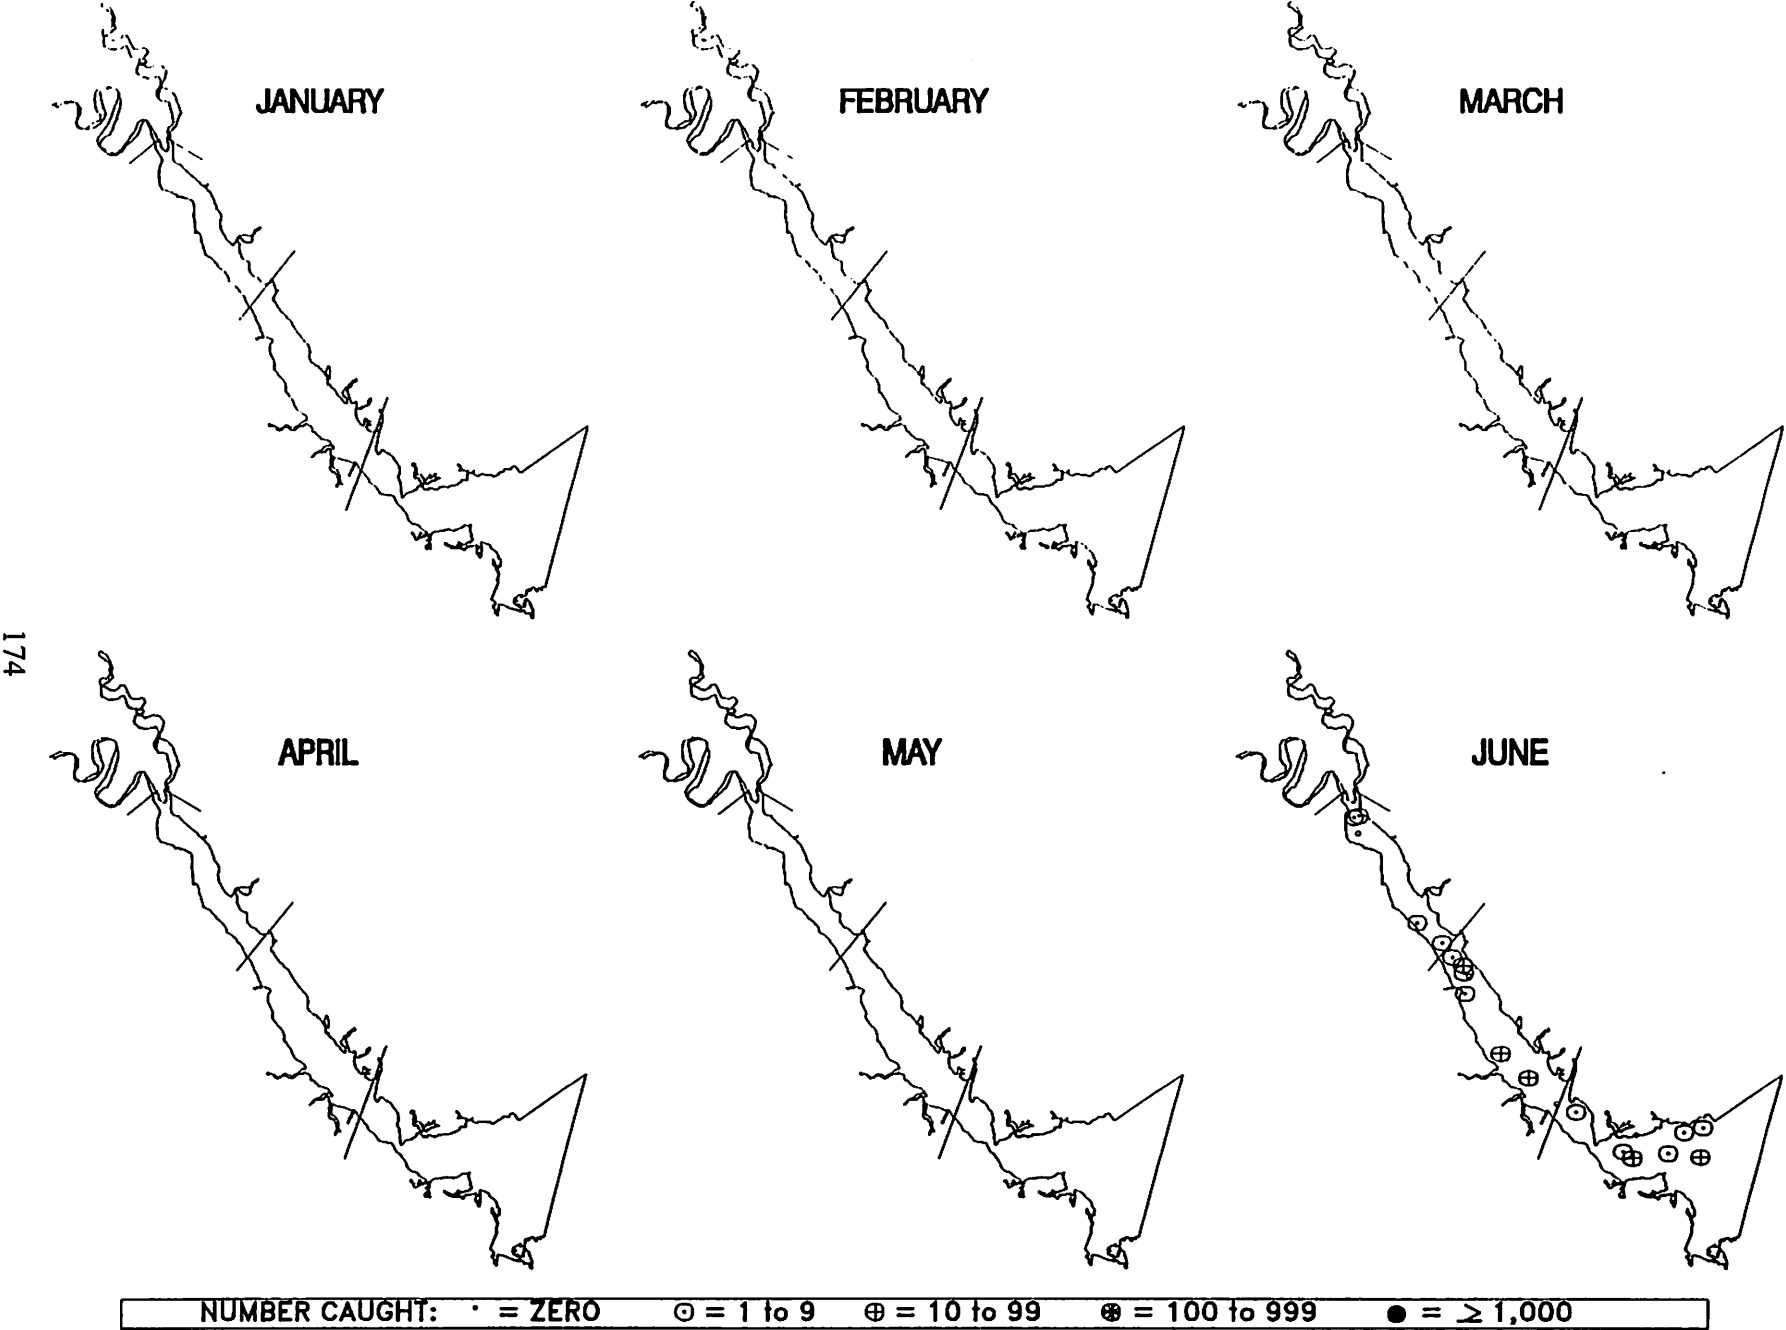 JANUARY
FEBRUARY
MARCH
174
APRIL
MAY
JUNE
NUMBER CAUGHT: · = ZERO ⊙ = 1 to 9 ⊕ = 10 to 99 ⊛ = 100 to 999 ● = ≥ 1,000